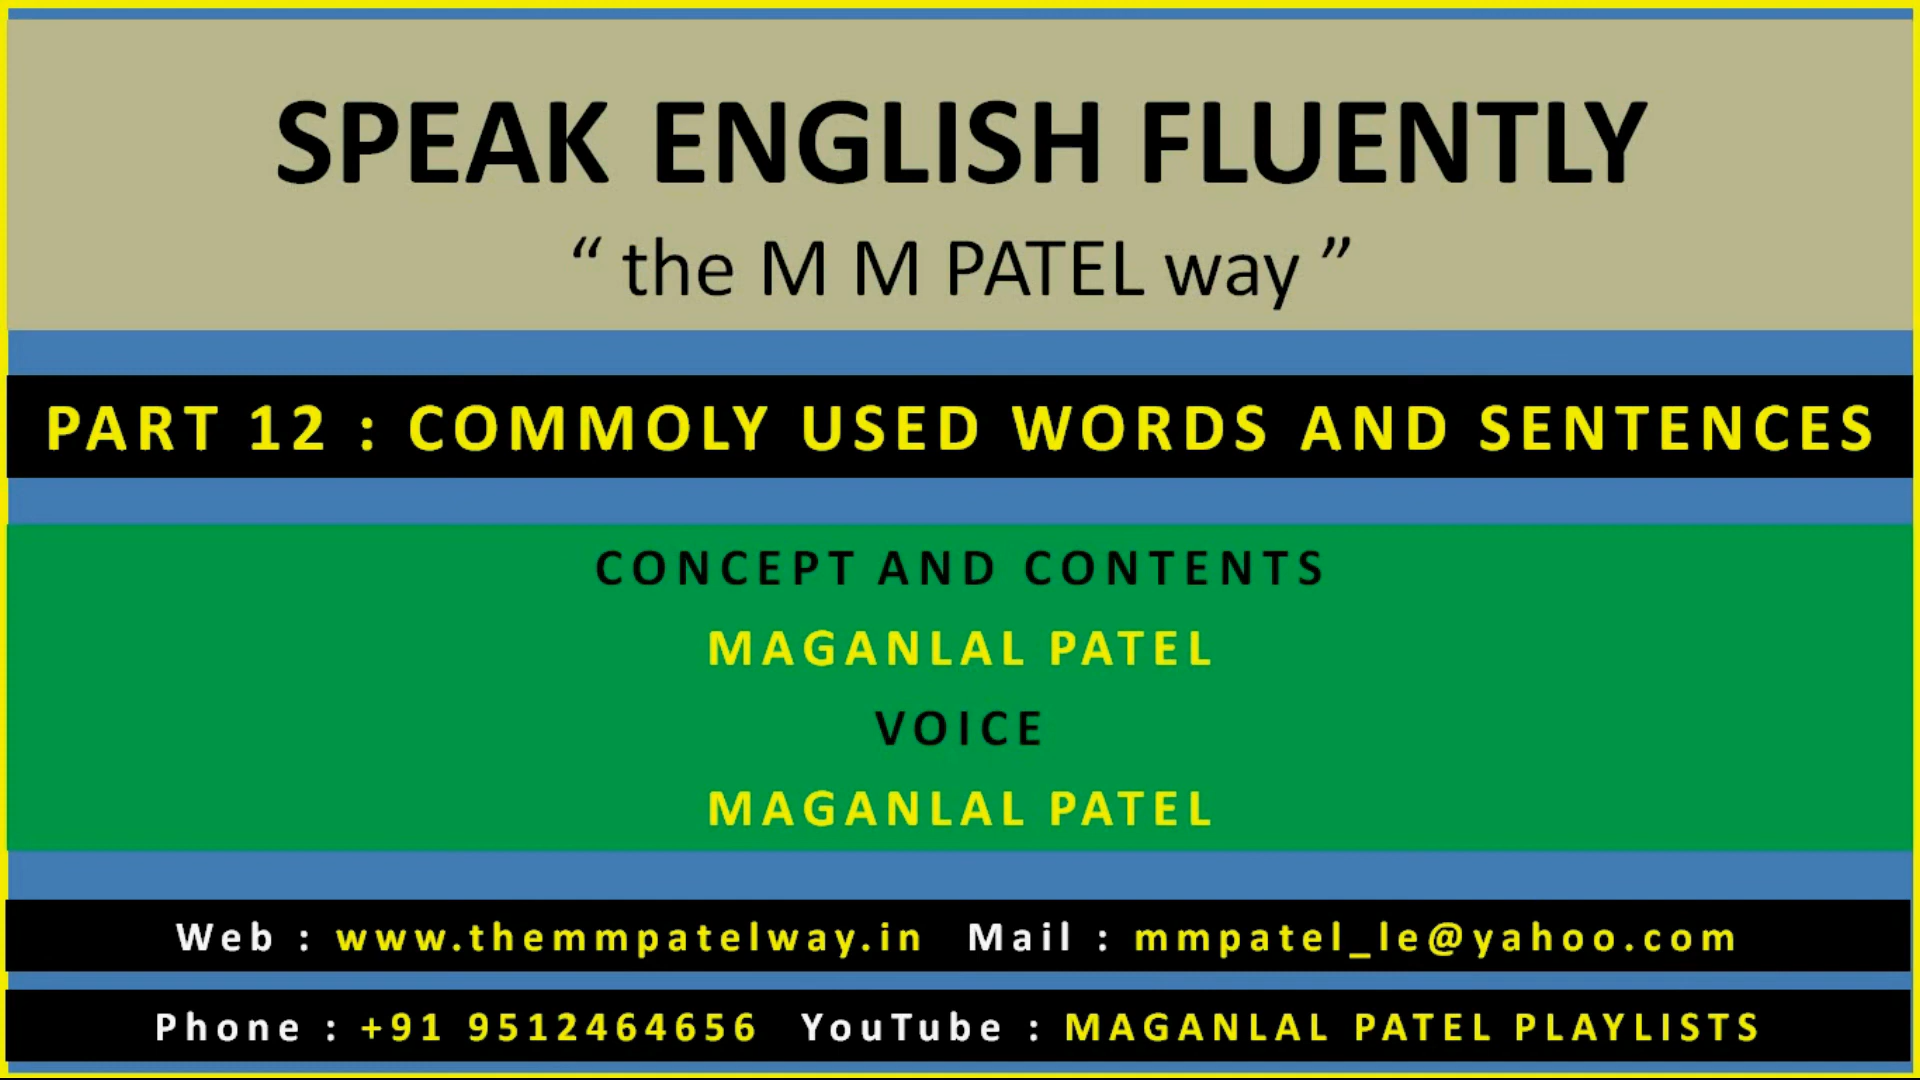 SPEAK ENGLISH FLUENTLY
“ the M M PATEL way ”
PART 12 : COMMOLY USED WORDS AND SENTENCES
CONCEPT AND CONTENTS
MAGANLAL PATEL
VOICE
MAGANLAL PATEL
Web : www.themmpatelway.in Mail : mmpatel_le@yahoo.com
Phone : +91 9512464656 YouTube : MAGANLAL PATEL PLAYLISTS